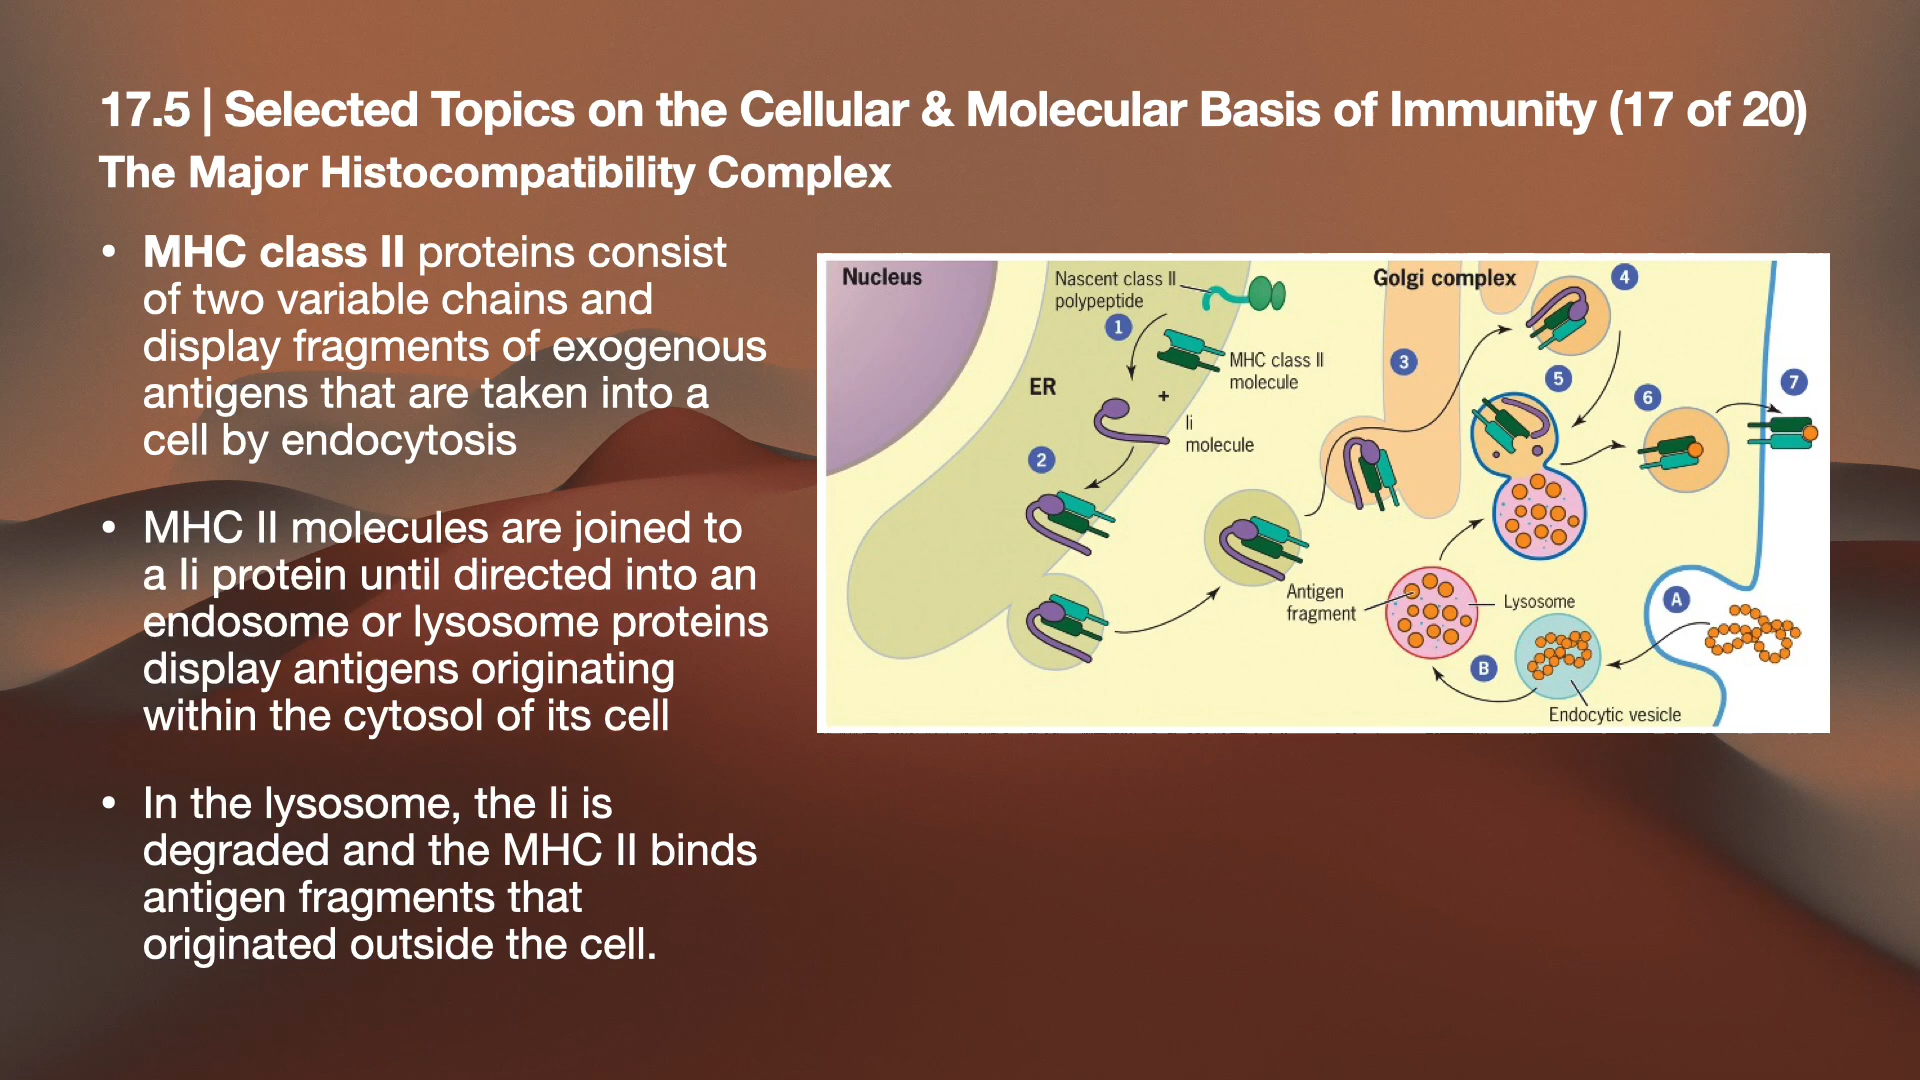 17.5 | Selected Topics on the Cellular & Molecular Basis of Immunity (17 of 20)
The Major Histocompatibility Complex
• MHC class II proteins consist
of two variable chains and
display fragments of exogenous
antigens that are taken into a
cell by endocytosis
• MHC II molecules are joined to
a Ii protein until directed into an
endosome or lysosome proteins
display antigens originating
within the cytosol of its cell
• In the lysosome, the Ii is
degraded and the MHC II binds
antigen fragments that
originated outside the cell.
Nucleus
Nascent class II
polypeptide
1
MHC class II
molecule
ER
+
Ii
molecule
2
Golgi complex
3
4
5
6
7
Antigen
fragment
Lysosome
A
B
Endocytic vesicle